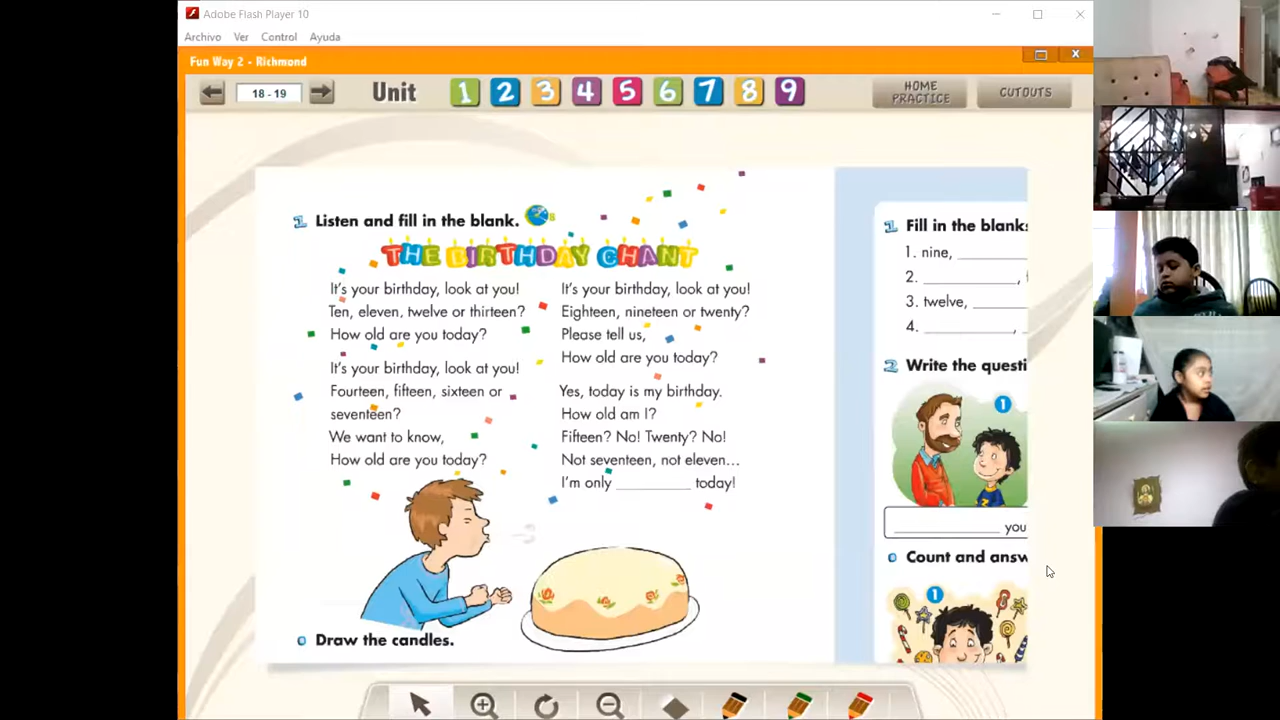 Adobe Flash Player 10
Archivo Ver Control Ayuda
Fun Way 2 - Richmond
18 - 19
Unit 1 2 3 4 5 6 7 8 9
HOME PRACTICE
CUTOUTS
1 Listen and fill in the blank.
THE BIRTHDAY CHANT
It's your birthday, look at you!
Ten, eleven, twelve or thirteen?
How old are you today?
It's your birthday, look at you!
Fourteen, fifteen, sixteen or
seventeen?
We want to know,
How old are you today?
It's your birthday, look at you!
Eighteen, nineteen or twenty?
Please tell us,
How old are you today?
Yes, today is my birthday.
How old am I?
Fifteen? No! Twenty? No!
Not seventeen, not eleven...
I'm only __________ today!
Draw the candles.
1 Fill in the blanks
1. nine, __________
2. __________,
3. twelve, __________
4. __________,
2 Write the questi
1
__________ you
Count and answ
1